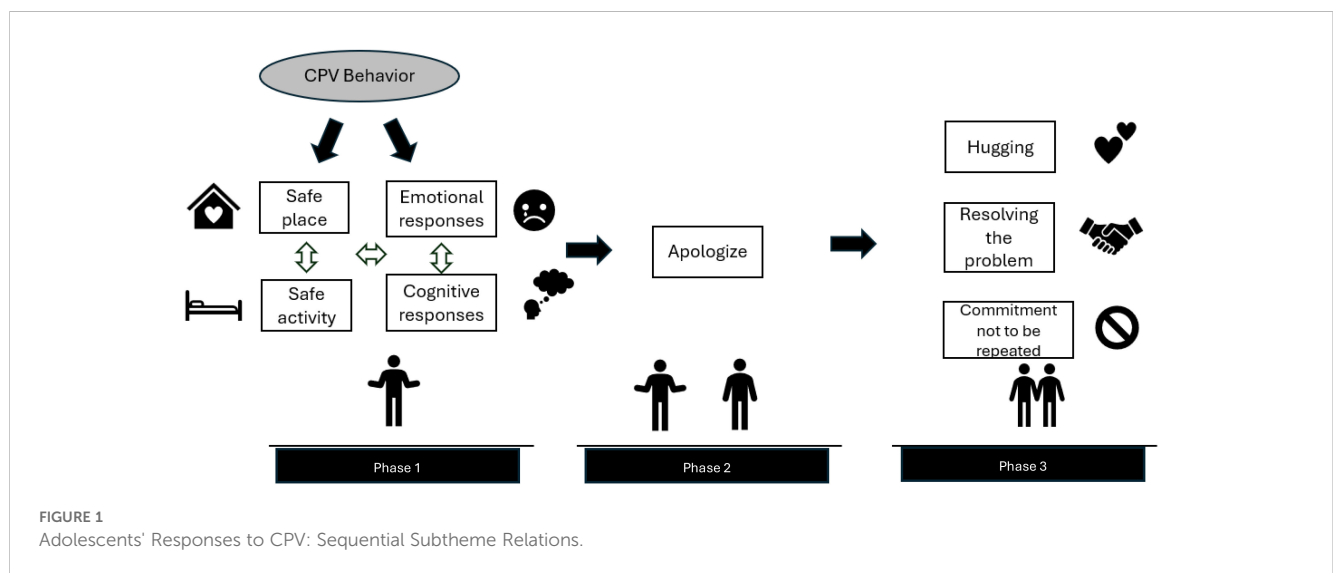 CPV Behavior
Safe
place
Emotional
responses
Safe
activity
Cognitive
responses
Apologize
Hugging
Resolving
the
problem
Commitment
not to be
repeated
Phase 1
Phase 2
Phase 3
FIGURE 1
Adolescents' Responses to CPV: Sequential Subtheme Relations.